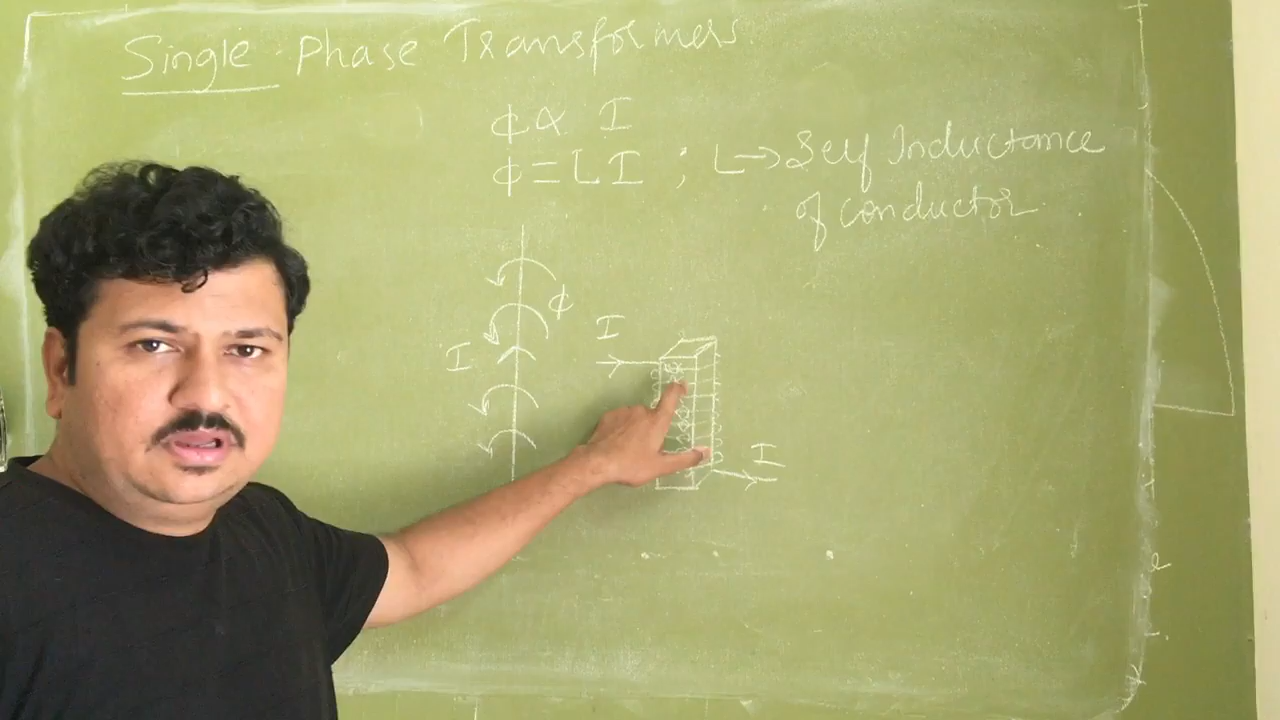 Single Phase Transformers
ϕ ∝ I
ϕ = L I ; L → Self Inductance
of conductor
ϕ
I
I
I